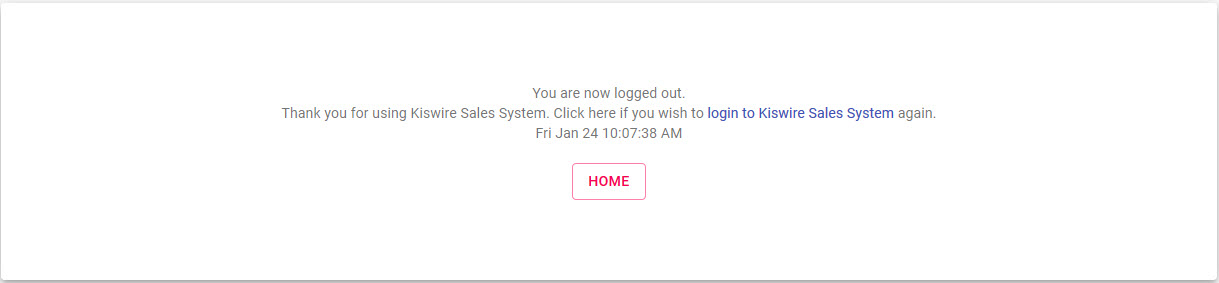 You are now logged out.
Thank you for using Kiswire Sales System. Click here if you wish to login to Kiswire Sales System again.
Fri Jan 24 10:07:38 AM
HOME